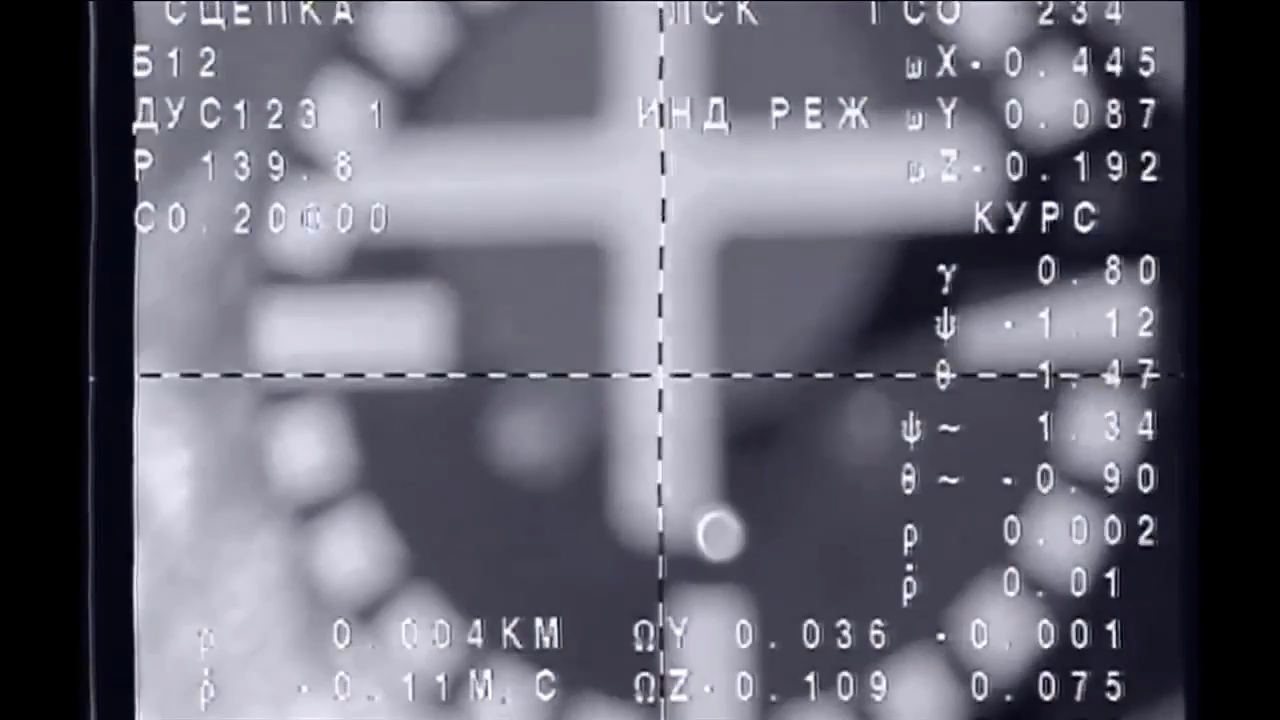 СЦЕПКА ЛСК ГСО 234
Б12 ωX-0.445
ДУС123 1 ИНД РЕЖ ωY 0.087
Р 139.8 ωZ-0.192
С0.20000 КУРС
γ 0.80
ψ -1.12
θ 1.47
ψ~ 1.34
θ~ -0.90
ρ 0.002
ρ̇ 0.01
ρ 0.004КМ ΩY 0.036 -0.001
ρ̇ -0.11М.С ΩZ-0.109 0.075